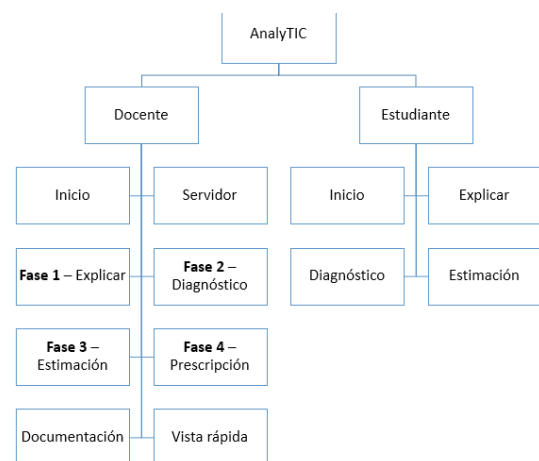 AnalyTIC
Docente
Estudiante
Inicio
Servidor
Inicio
Explicar
Fase 1 – Explicar
Fase 2 –
Diagnóstico
Diagnóstico
Estimación
Fase 3 –
Estimación
Fase 4 –
Prescripción
Documentación
Vista rápida